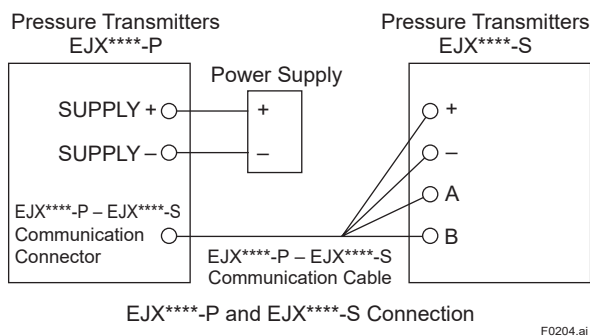 Pressure Transmitters
EJX****-P
Pressure Transmitters
EJX****-S
Power Supply
SUPPLY +
+
+
SUPPLY –
–
–
A
EJX****-P – EJX****-S
Communication
Connector
B
EJX****-P – EJX****-S
Communication Cable
EJX****-P and EJX****-S Connection
F0204.ai